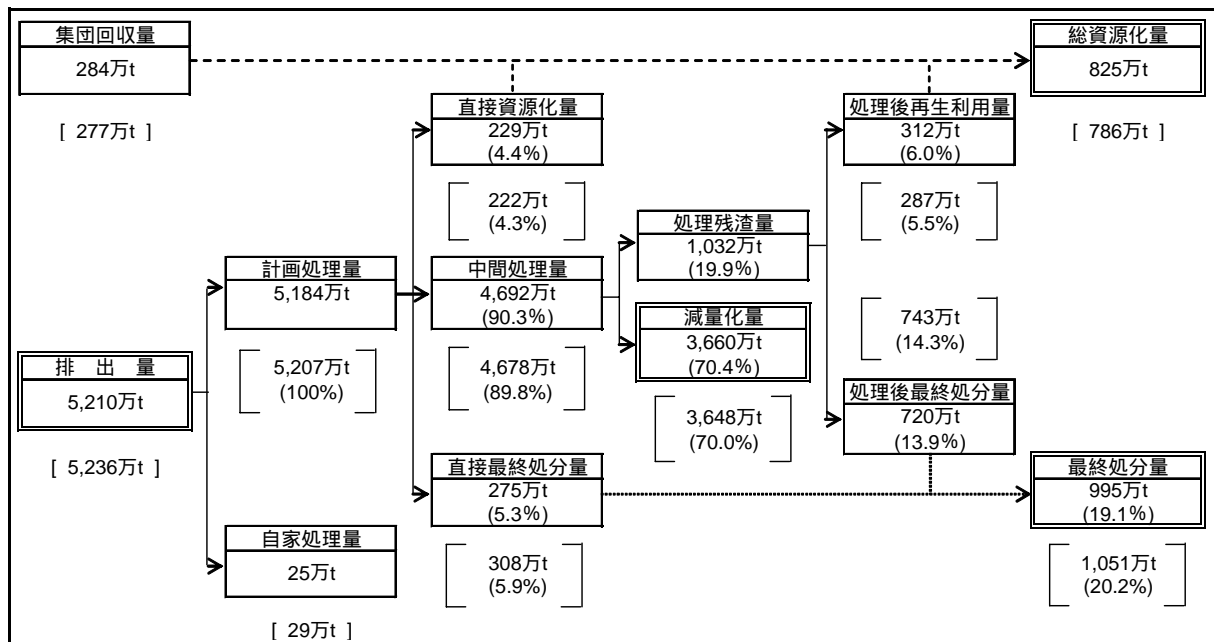 集団回収量
284万t
[ 277万t ]
総資源化量
825万t
[ 786万t ]
直接資源化量
229万t
(4.4%)
222万t
(4.3%)
処理後再生利用量
312万t
(6.0%)
287万t
(5.5%)
処理残渣量
1,032万t
(19.9%)
計画処理量
5,184万t
5,207万t
(100%)
中間処理量
4,692万t
(90.3%)
4,678万t
(89.8%)
減量化量
3,660万t
(70.4%)
3,648万t
(70.0%)
743万t
(14.3%)
処理後最終処分量
720万t
(13.9%)
排 出 量
5,210万t
[ 5,236万t ]
直接最終処分量
275万t
(5.3%)
308万t
(5.9%)
最終処分量
995万t
(19.1%)
1,051万t
(20.2%)
自家処理量
25万t
[ 29万t ]